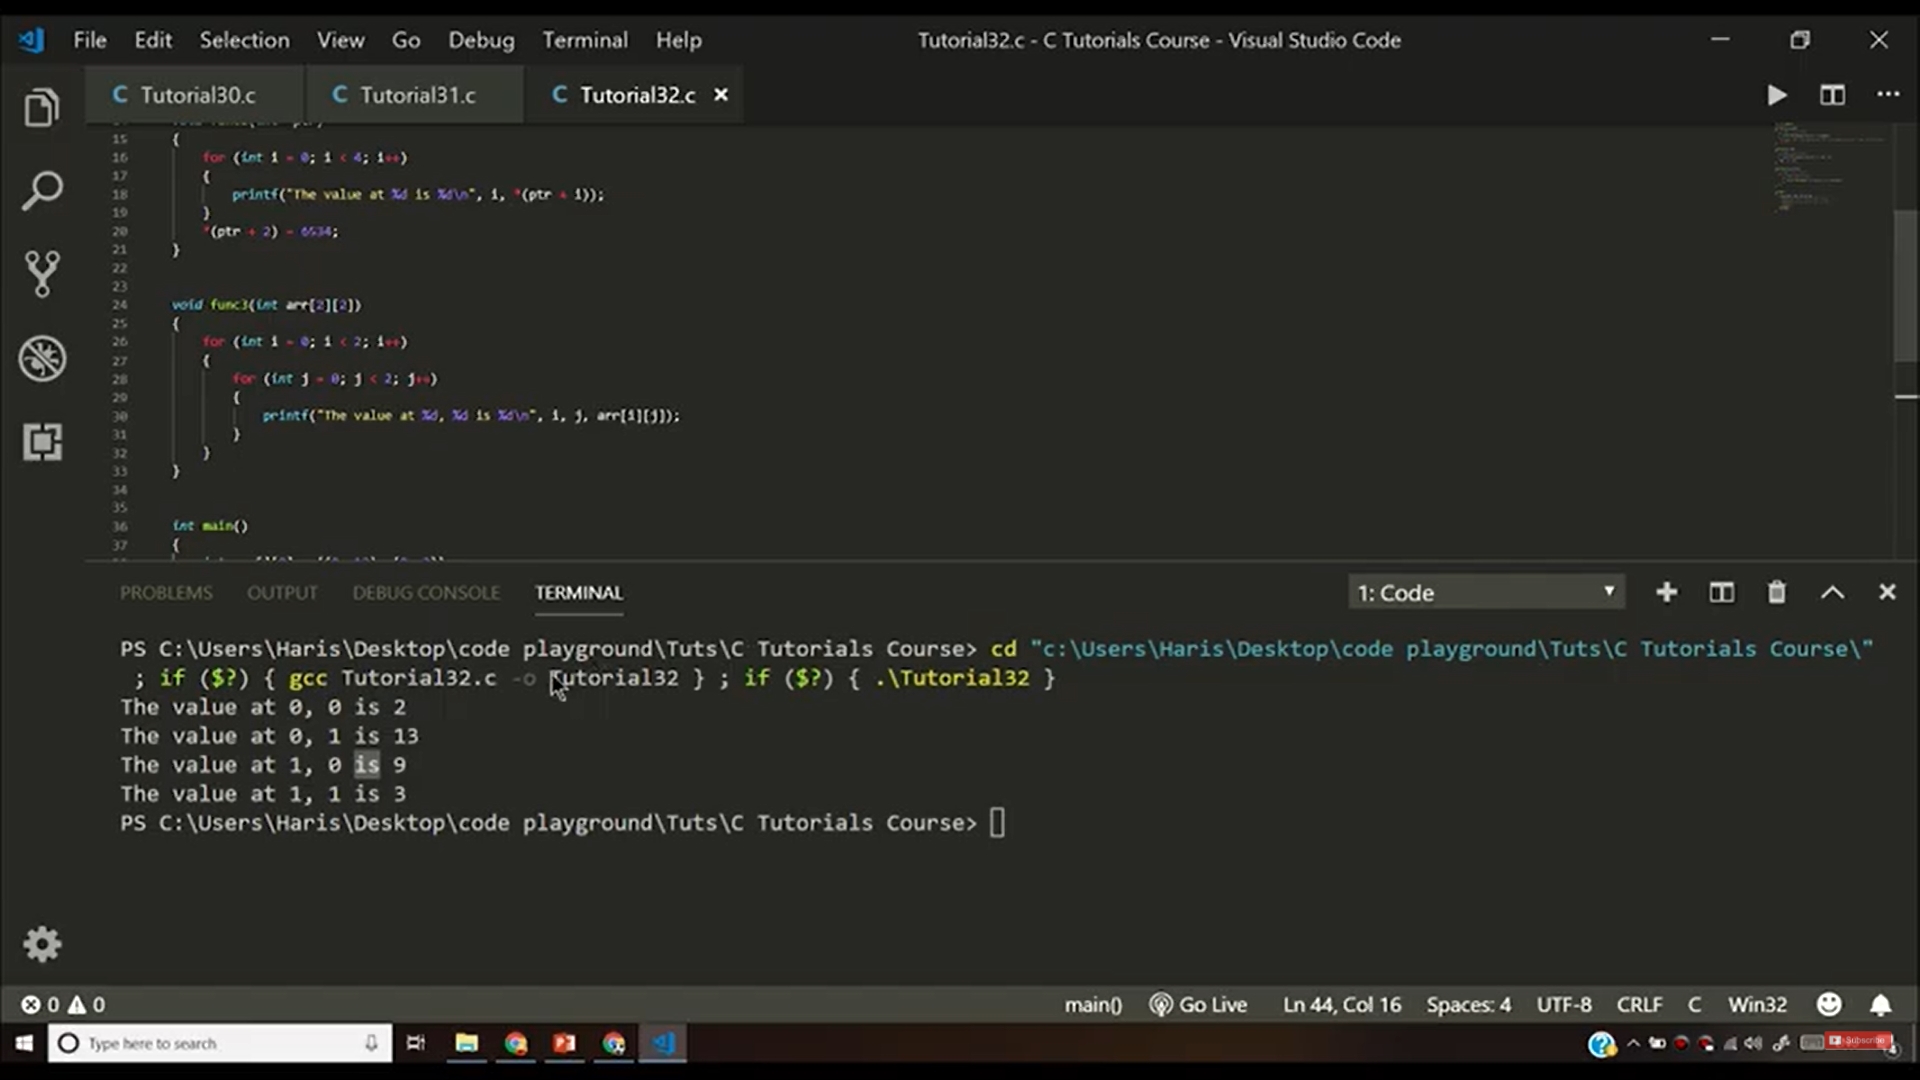 File Edit Selection View Go Debug Terminal Help
Tutorial32.c - C Tutorials Course - Visual Studio Code
C Tutorial30.c C Tutorial31.c C Tutorial32.c
15 {
16 for (int i = 0; i < 4; i++)
17 {
18 printf("The value at %d is %d\n", i, *(ptr + i));
19 }
20 *(ptr + 2) = 6534;
21 }
22
23
24 void func3(int arr[2][2])
25 {
26 for (int i = 0; i < 2; i++)
27 {
28 for (int j = 0; j < 2; j++)
29 {
30 printf("The value at %d, %d is %d\n", i, j, arr[i][j]);
31 }
32 }
33 }
34
35
36 int main()
37 {
PROBLEMS OUTPUT DEBUG CONSOLE TERMINAL
1: Code
PS C:\Users\Haris\Desktop\code playground\Tuts\C Tutorials Course> cd "c:\Users\Haris\Desktop\code playground\Tuts\C Tutorials Course\"
; if ($?) { gcc Tutorial32.c -o Tutorial32 } ; if ($?) { .\Tutorial32 }
The value at 0, 0 is 2
The value at 0, 1 is 13
The value at 1, 0 is 9
The value at 1, 1 is 3
PS C:\Users\Haris\Desktop\code playground\Tuts\C Tutorials Course>
0 0
main() Go Live Ln 44, Col 16 Spaces: 4 UTF-8 CRLF C Win32
Type here to search
Subscribe